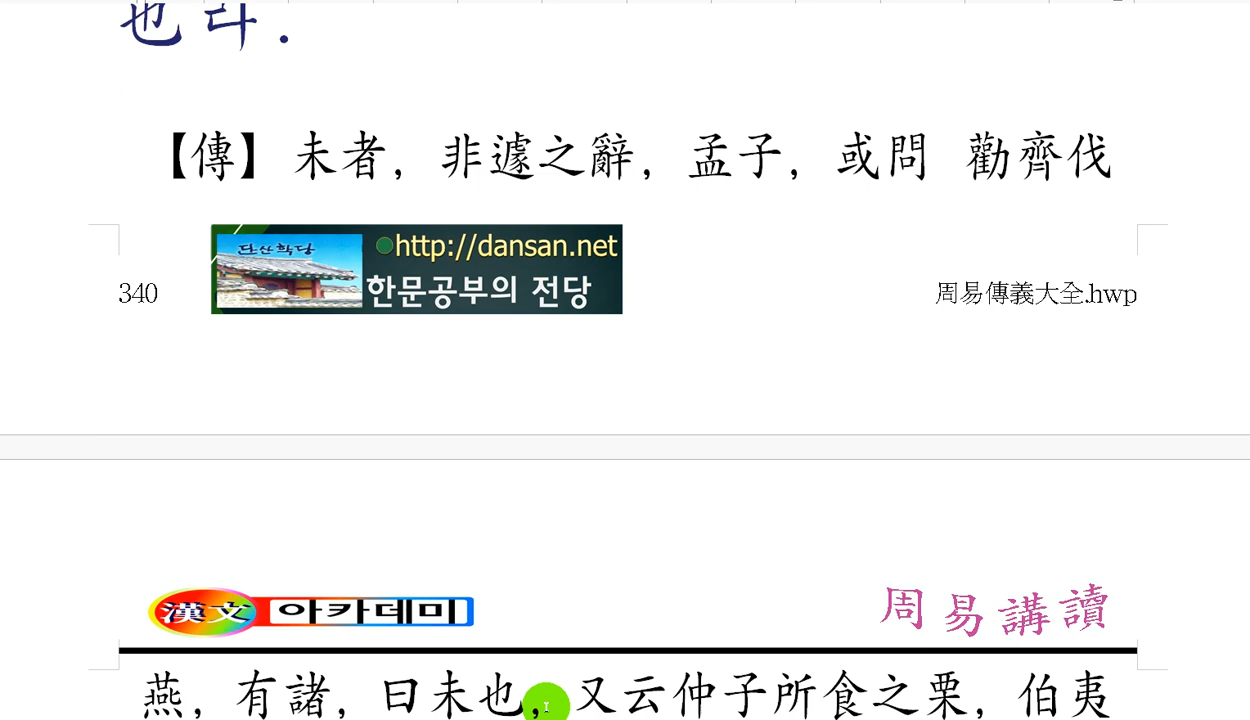 也라.
【傳】 未者, 非遽之辭, 孟子, 或問 勸齊伐
단산학당
http://dansan.net
한문공부의 전당
340
周易傳義大全.hwp
漢文 아카데미
周易講讀
燕, 有諸, 曰未也, 又云仲子所食之粟, 伯夷